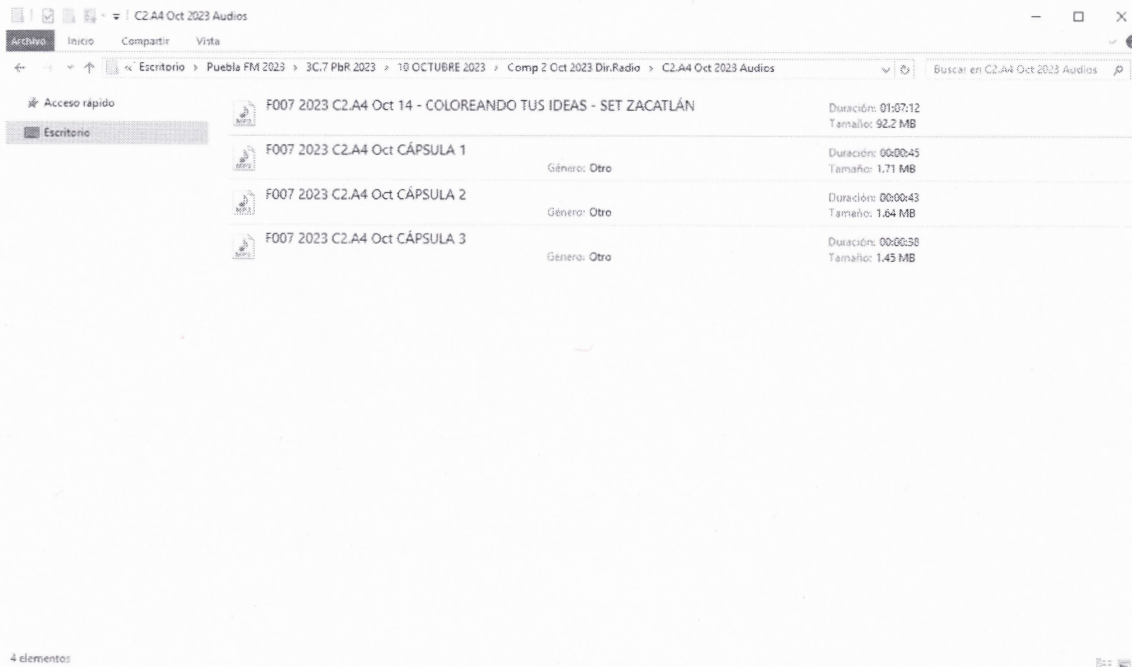 C2.A4 Oct 2023 Audios
Archivo Inicio Compartir Vista
« Escritorio > Puebla FM 2023 > 3C.7 PbR 2023 > 10 OCTUBRE 2023 > Comp 2 Oct 2023 Dir.Radio > C2.A4 Oct 2023 Audios
Buscar en C2.A4 Oct 2023 Audios
Acceso rápido
Escritorio
F007 2023 C2.A4 Oct 14 - COLOREANDO TUS IDEAS - SET ZACATLÁN
Duración: 01:07:12
Tamaño: 92.2 MB
F007 2023 C2.A4 Oct CÁPSULA 1
Género: Otro
Duración: 00:00:45
Tamaño: 1.71 MB
F007 2023 C2.A4 Oct CÁPSULA 2
Género: Otro
Duración: 00:00:43
Tamaño: 1.64 MB
F007 2023 C2.A4 Oct CÁPSULA 3
Género: Otro
Duración: 00:00:58
Tamaño: 1.45 MB
4 elementos